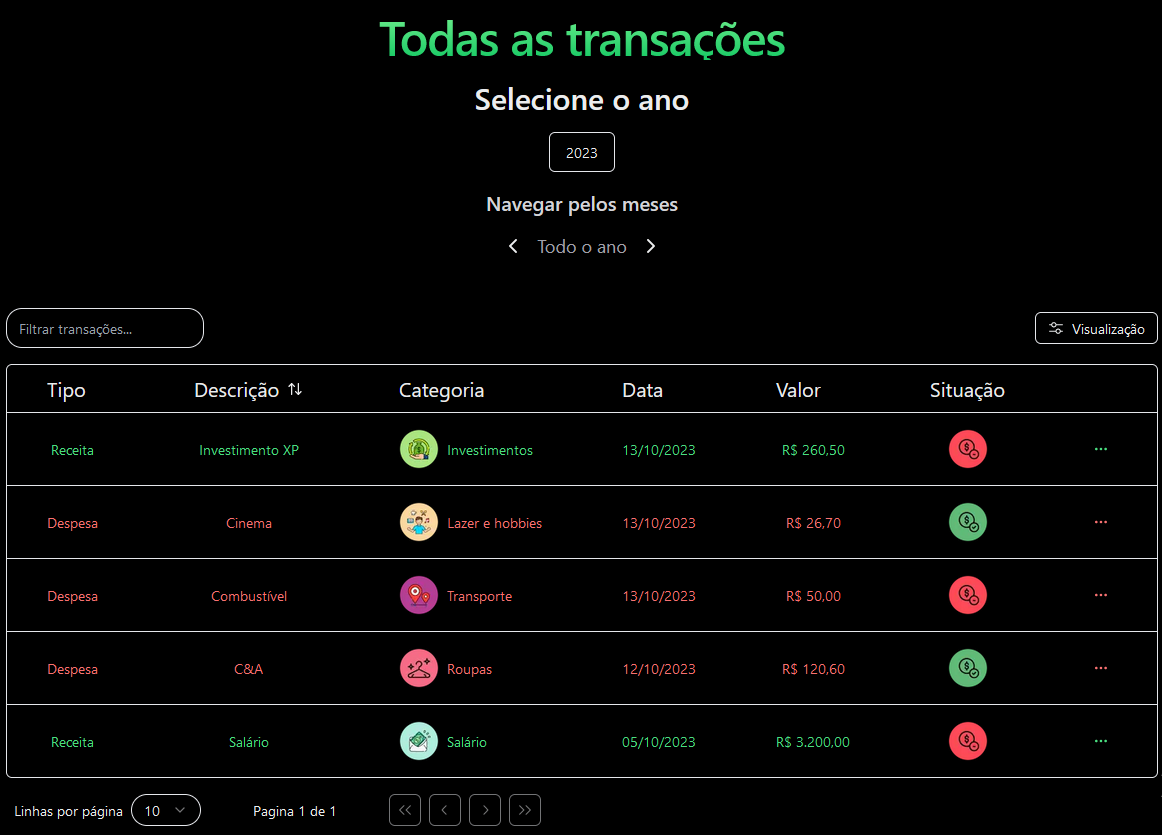 Todas as transações
Selecione o ano
2023
Navegar pelos meses
Todo o ano
Filtrar transações... Visualização
Tipo Descrição Categoria Data Valor Situação
Receita Investimento XP Investimentos 13/10/2023 R$ 260,50
Despesa Cinema Lazer e hobbies 13/10/2023 R$ 26,70
Despesa Combustível Transporte 13/10/2023 R$ 50,00
Despesa C&A Roupas 12/10/2023 R$ 120,60
Receita Salário Salário 05/10/2023 R$ 3.200,00
Linhas por página 10 Pagina 1 de 1